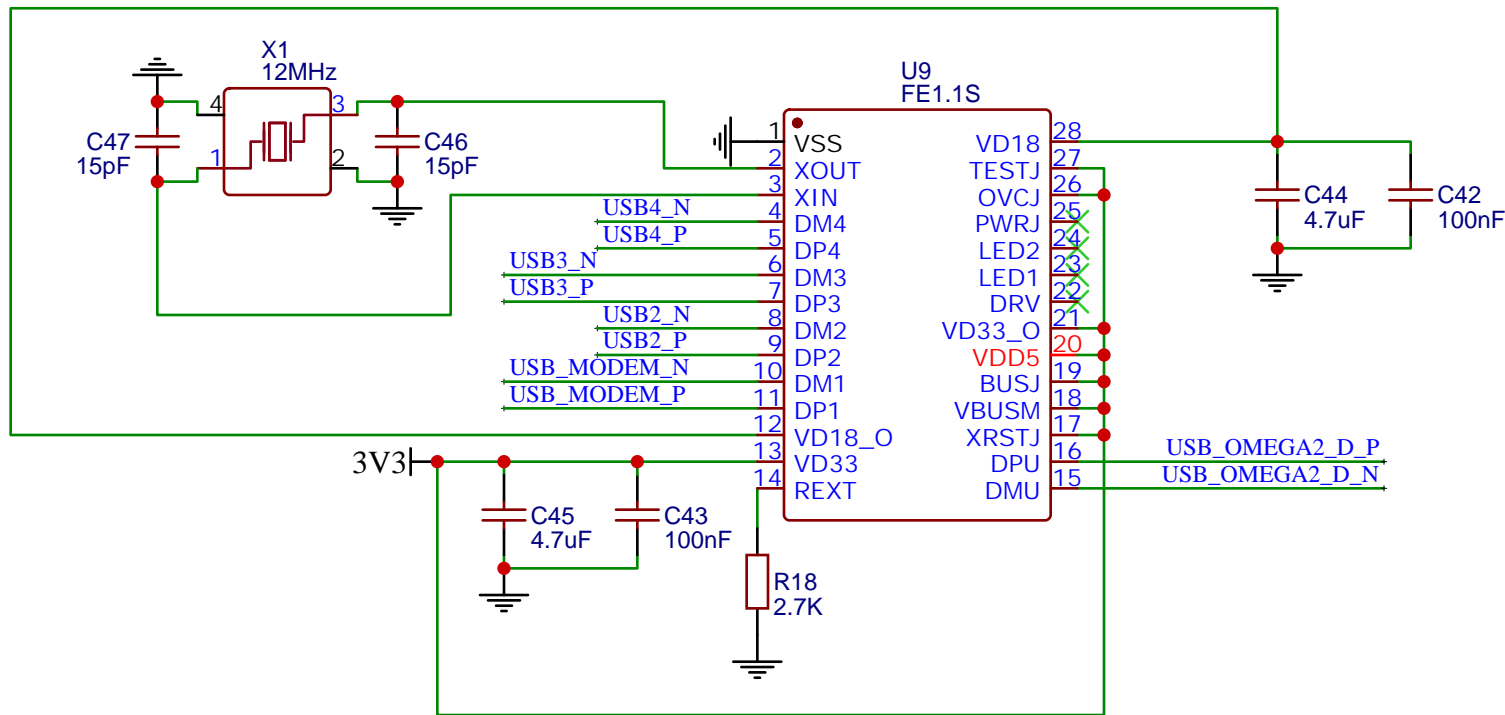 X1
12MHz
4
3
1
2
C47
15pF
C46
15pF
U9
FE1.1S
1 VSS
2 XOUT
3 XIN
USB4_N 4 DM4
USB4_P 5 DP4
USB3_N 6 DM3
USB3_P 7 DP3
USB2_N 8 DM2
USB2_P 9 DP2
USB_MODEM_N 10 DM1
USB_MODEM_P 11 DP1
12 VD18_O
3V3 13 VD33
14 REXT
VD18 28
TESTJ 27
OVCJ 26
PWRJ 25
LED2 24
LED1 23
DRV 22
VD33_O 21
VDD5 20
BUSJ 19
VBUSM 18
XRSTJ 17
DPU 16 USB_OMEGA2_D_P
DMU 15 USB_OMEGA2_D_N
C44
4.7uF
C42
100nF
C45
4.7uF
C43
100nF
R18
2.7K